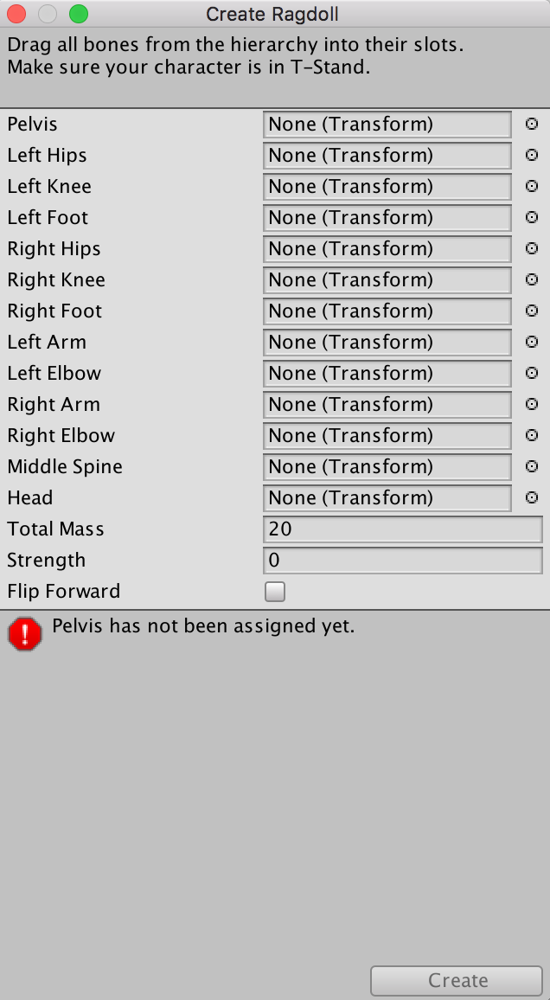 Create Ragdoll
Drag all bones from the hierarchy into their slots.
Make sure your character is in T-Stand.
Pelvis None (Transform)
Left Hips None (Transform)
Left Knee None (Transform)
Left Foot None (Transform)
Right Hips None (Transform)
Right Knee None (Transform)
Right Foot None (Transform)
Left Arm None (Transform)
Left Elbow None (Transform)
Right Arm None (Transform)
Right Elbow None (Transform)
Middle Spine None (Transform)
Head None (Transform)
Total Mass 20
Strength 0
Flip Forward
Pelvis has not been assigned yet.
Create